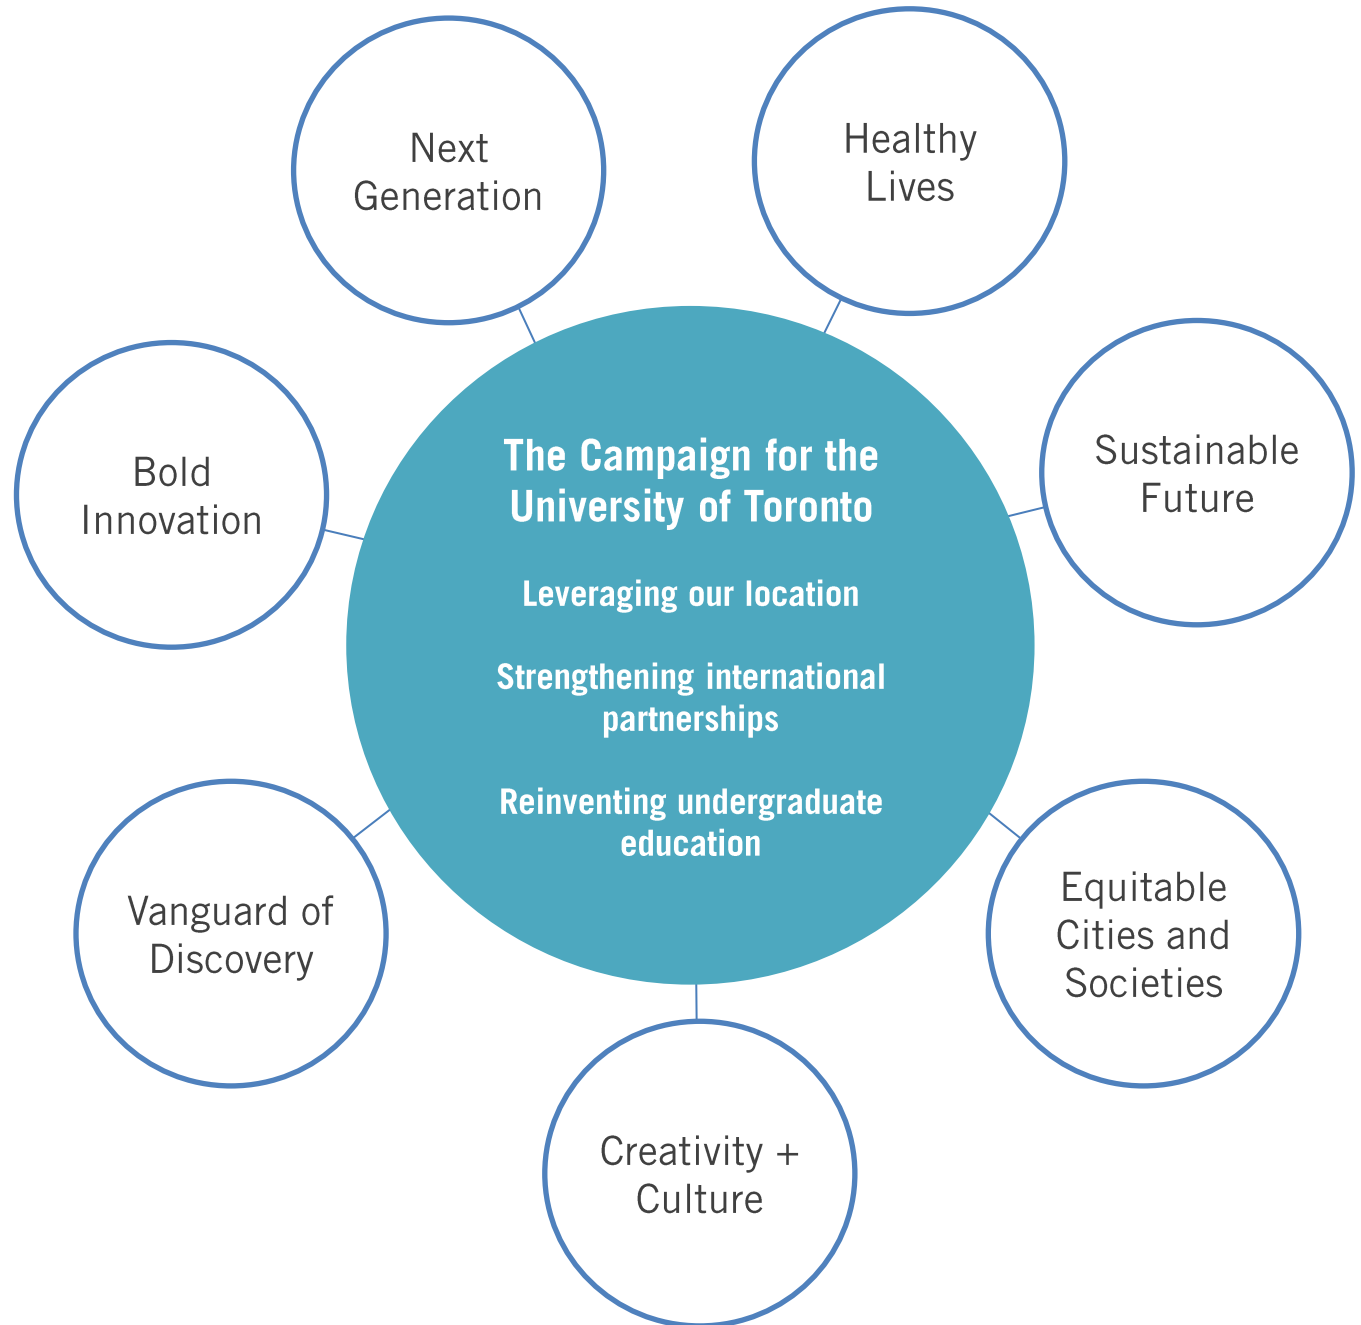 Next
Generation
Healthy
Lives
Bold
Innovation
Sustainable
Future
The Campaign for the
University of Toronto
Leveraging our location
Strengthening international
partnerships
Reinventing undergraduate
education
Vanguard of
Discovery
Equitable
Cities and
Societies
Creativity +
Culture